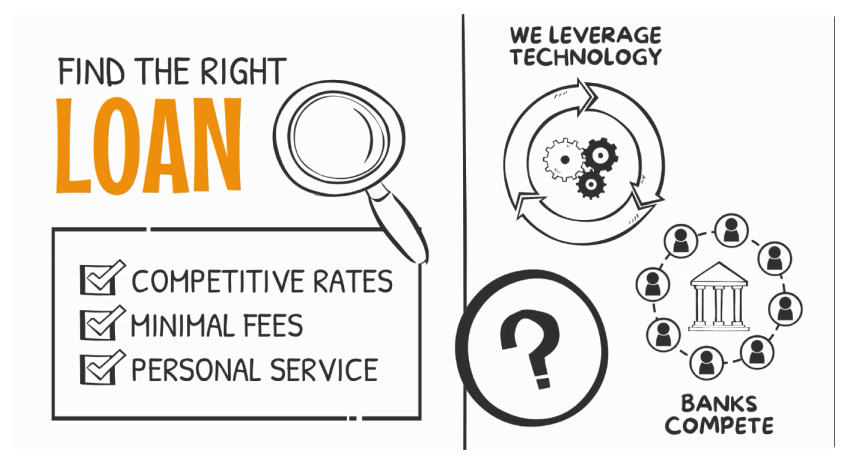 FIND THE RIGHT
LOAN
COMPETITIVE RATES
MINIMAL FEES
PERSONAL SERVICE
WE LEVERAGE
TECHNOLOGY
?
BANKS
COMPETE